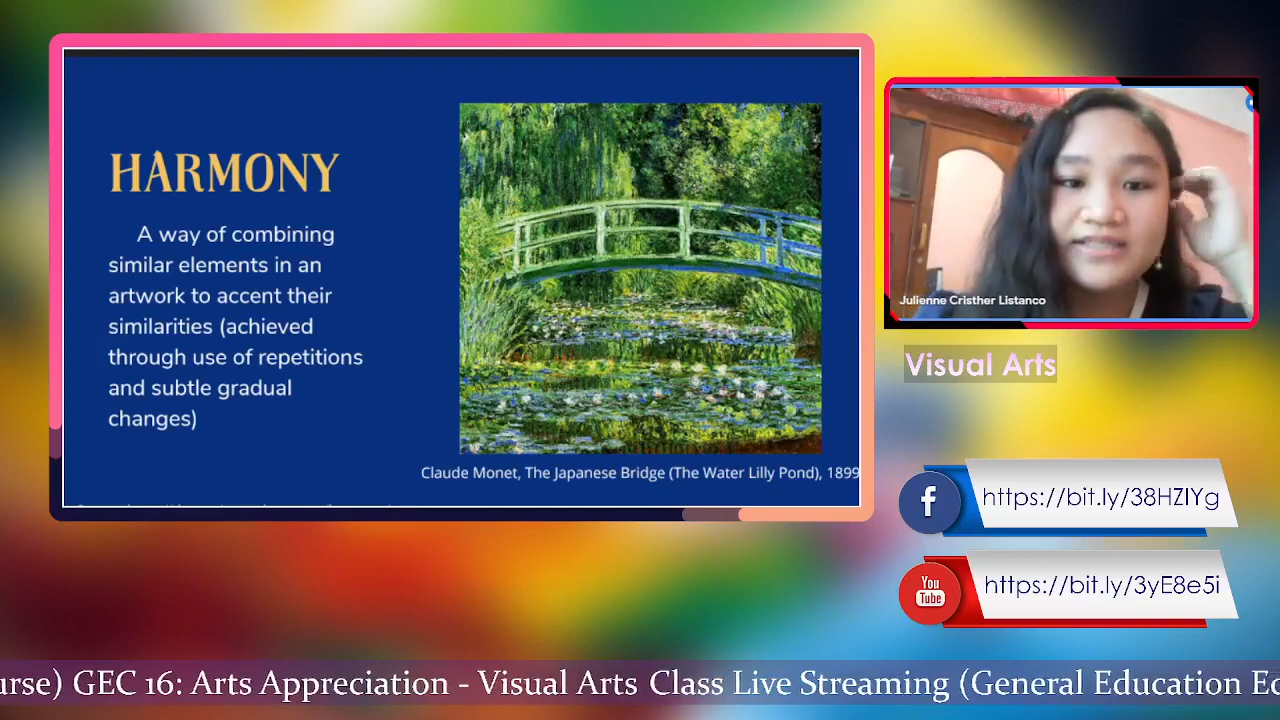 HARMONY
A way of combining
similar elements in an
artwork to accent their
similarities (achieved
through use of repetitions
and subtle gradual
changes)
Claude Monet, The Japanese Bridge (The Water Lilly Pond), 1899
Julienne Cristher Listanco
Visual Arts
f
https://bit.ly/38HZIYg
You
Tube
https://bit.ly/3yE8e5i
urse) GEC 16: Arts Appreciation - Visual Arts Class Live Streaming (General Education Ec